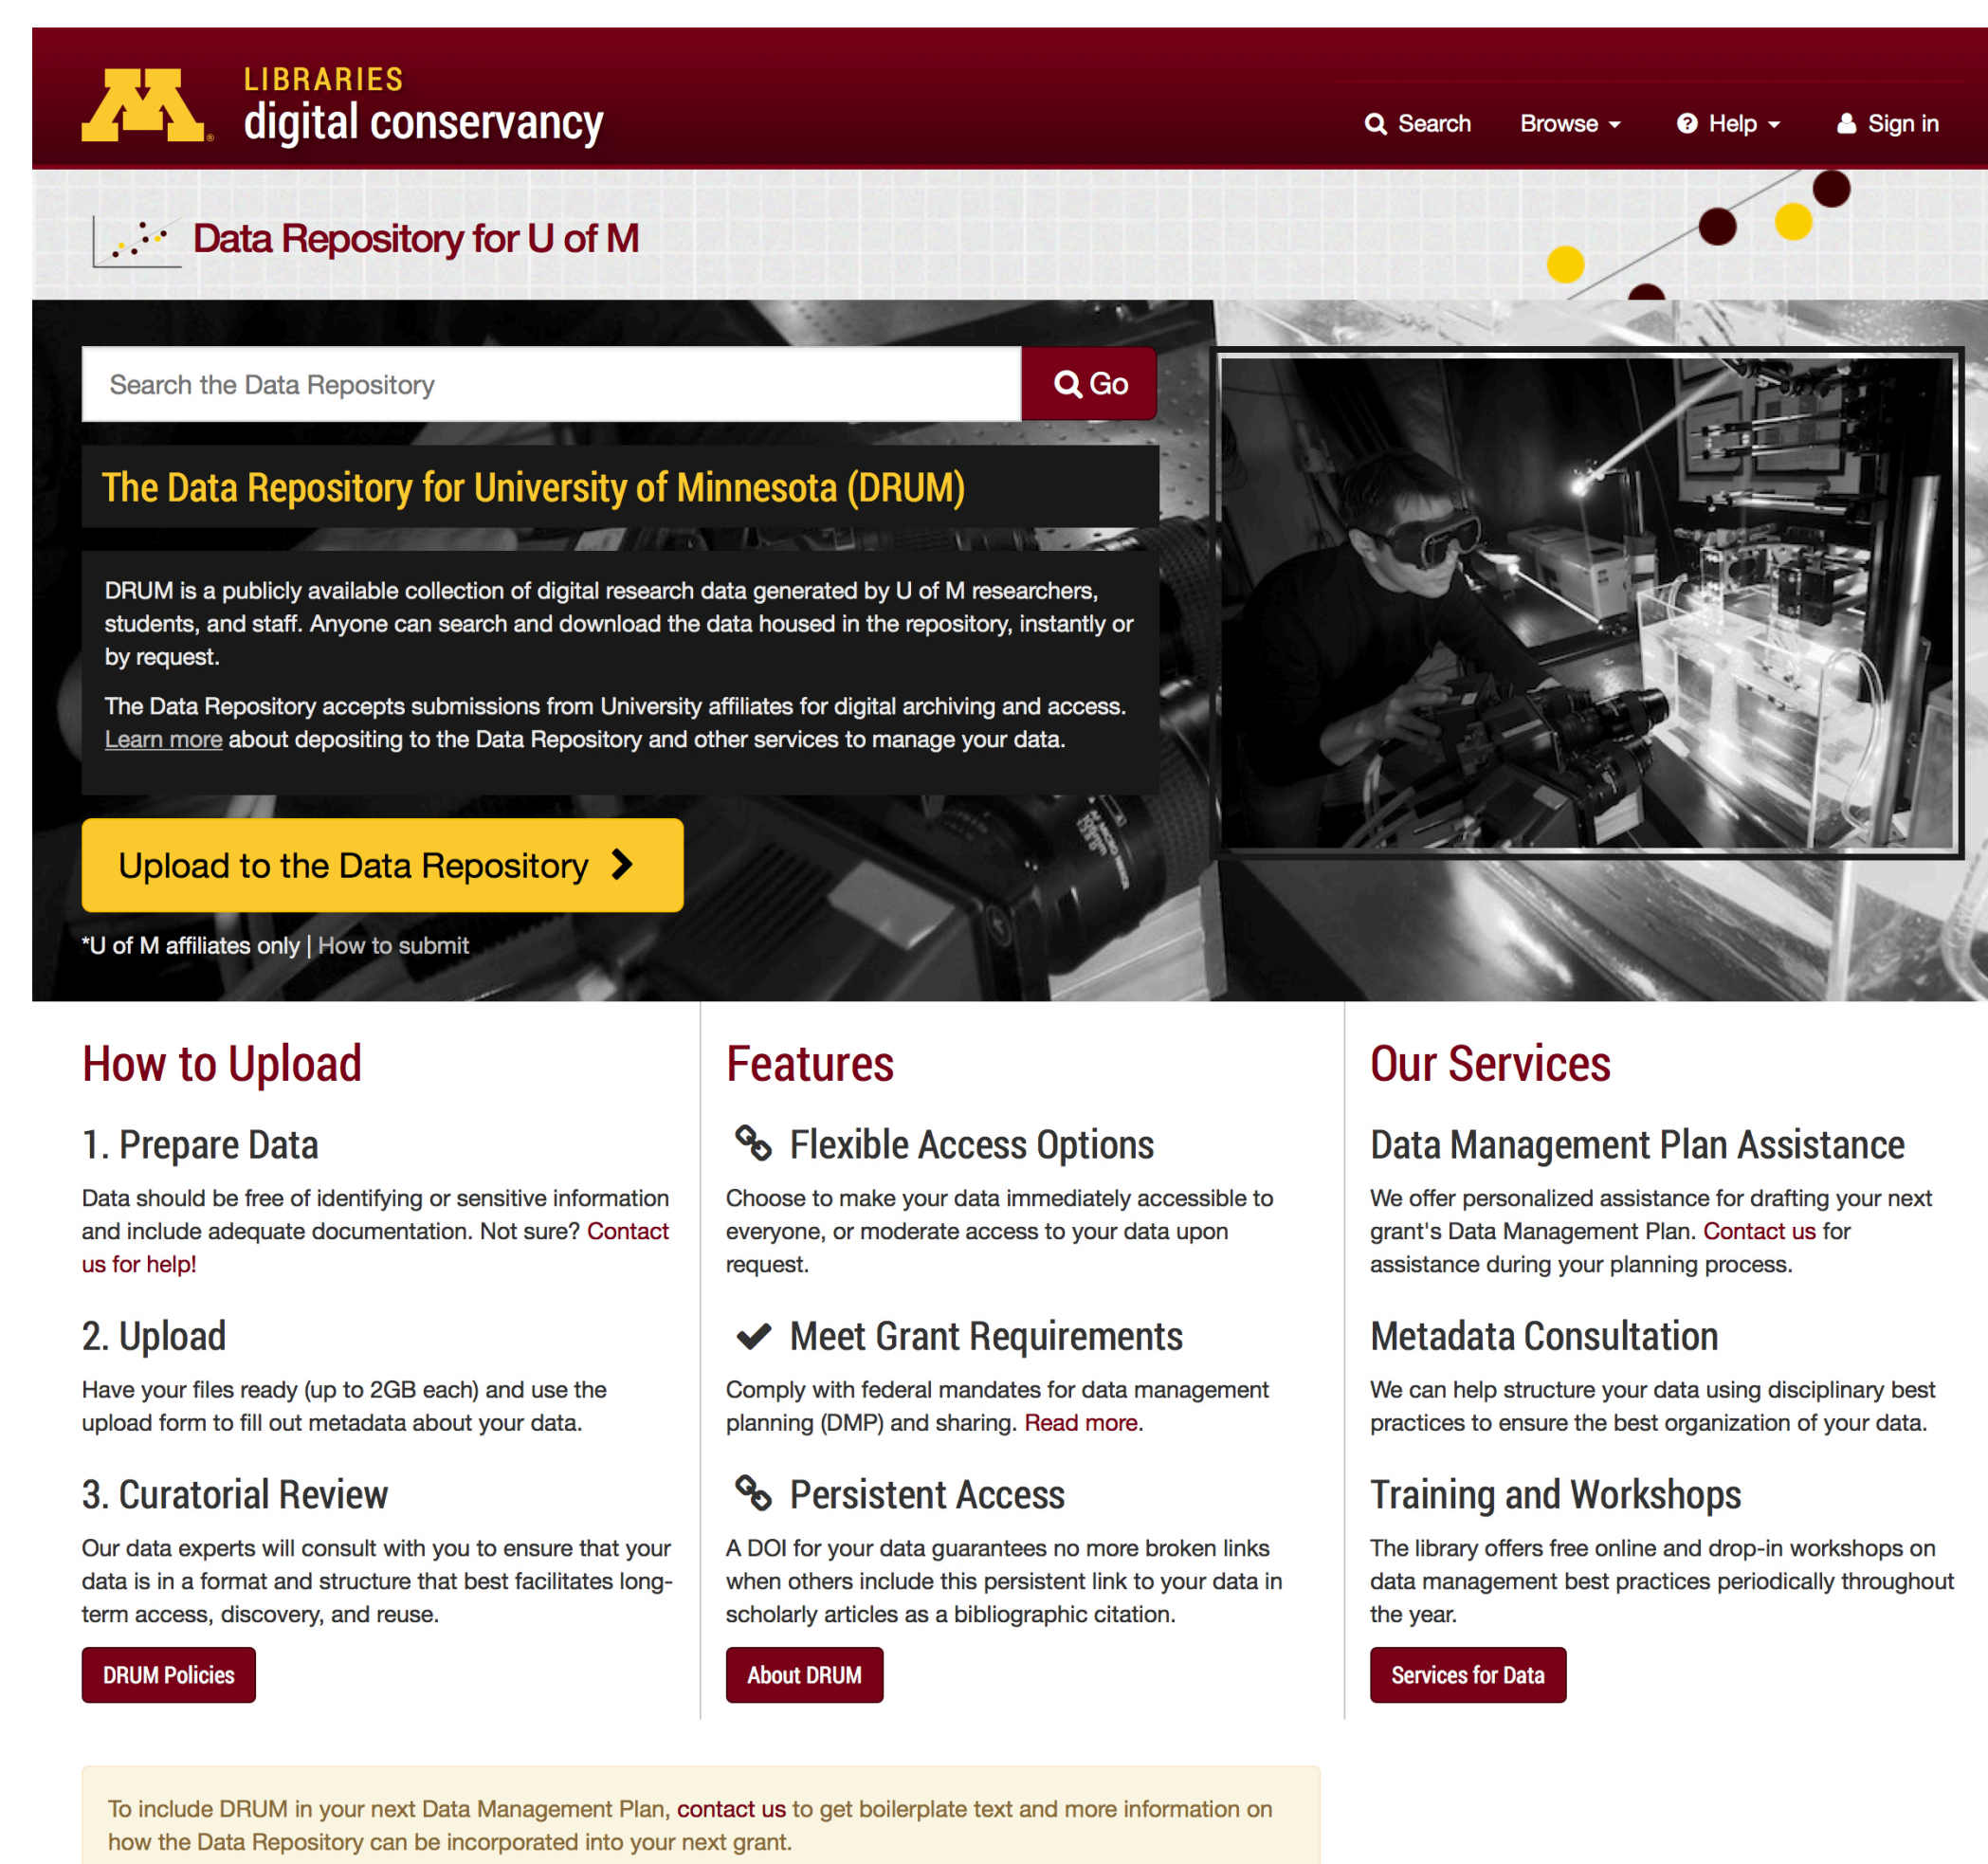 LIBRARIES
digital conservancy
Search
Browse
Help
Sign in
Data Repository for U of M
Search the Data Repository
Go
The Data Repository for University of Minnesota (DRUM)
DRUM is a publicly available collection of digital research data generated by U of M researchers,
students, and staff. Anyone can search and download the data housed in the repository, instantly or
by request.
The Data Repository accepts submissions from University affiliates for digital archiving and access.
Learn more about depositing to the Data Repository and other services to manage your data.
Upload to the Data Repository
*U of M affiliates only | How to submit
How to Upload
1. Prepare Data
Data should be free of identifying or sensitive information
and include adequate documentation. Not sure? Contact
us for help!
2. Upload
Have your files ready (up to 2GB each) and use the
upload form to fill out metadata about your data.
3. Curatorial Review
Our data experts will consult with you to ensure that your
data is in a format and structure that best facilitates long-
term access, discovery, and reuse.
DRUM Policies
Features
Flexible Access Options
Choose to make your data immediately accessible to
everyone, or moderate access to your data upon
request.
Meet Grant Requirements
Comply with federal mandates for data management
planning (DMP) and sharing. Read more.
Persistent Access
A DOI for your data guarantees no more broken links
when others include this persistent link to your data in
scholarly articles as a bibliographic citation.
About DRUM
Our Services
Data Management Plan Assistance
We offer personalized assistance for drafting your next
grant's Data Management Plan. Contact us for
assistance during your planning process.
Metadata Consultation
We can help structure your data using disciplinary best
practices to ensure the best organization of your data.
Training and Workshops
The library offers free online and drop-in workshops on
data management best practices periodically throughout
the year.
Services for Data
To include DRUM in your next Data Management Plan, contact us to get boilerplate text and more information on
how the Data Repository can be incorporated into your next grant.